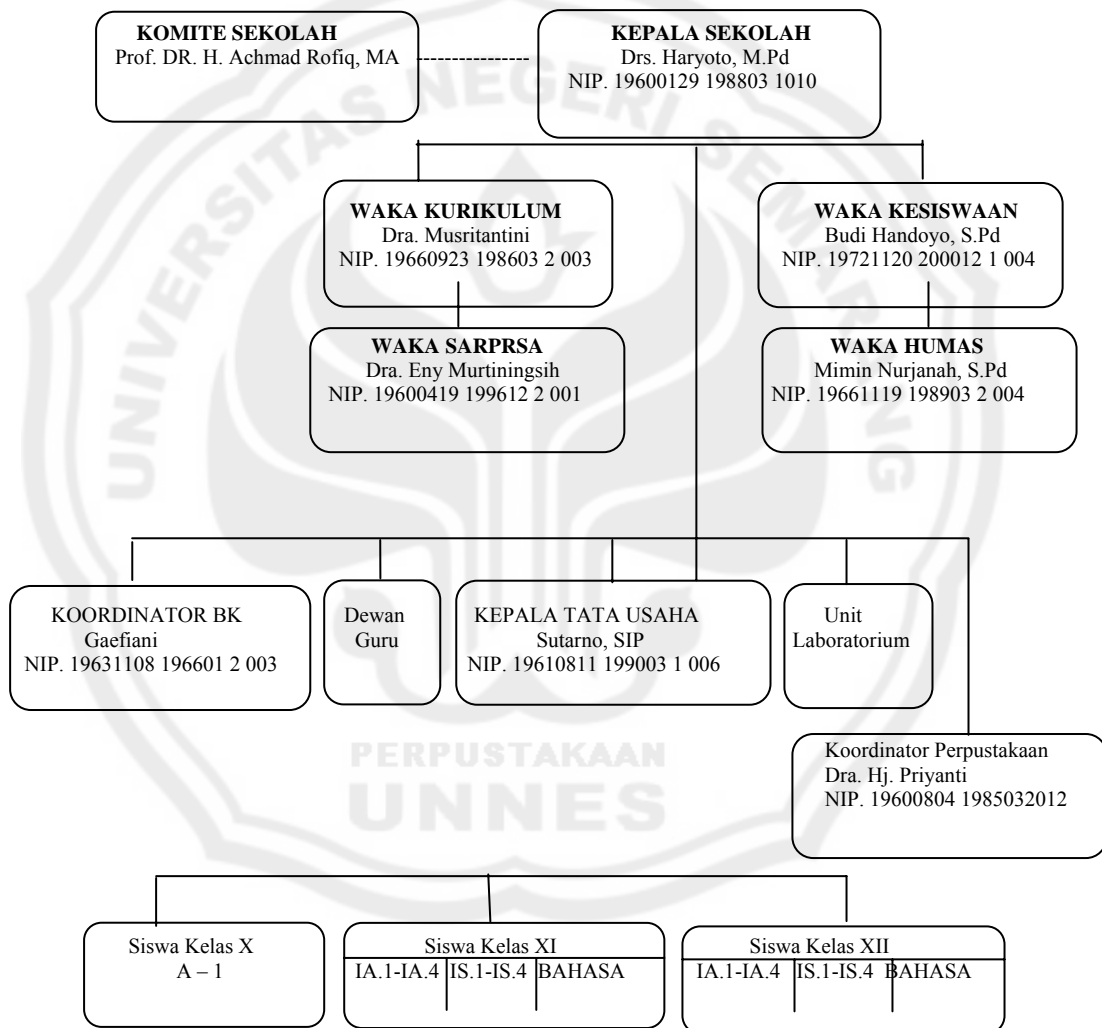 KOMITE SEKOLAH
Prof. DR. H. Achmad Rofiq, MA
----------------
KEPALA SEKOLAH
Drs. Haryoto, M.Pd
NIP. 19600129 198803 1010
WAKA KURIKULUM
Dra. Musritantini
NIP. 19660923 198603 2 003
WAKA KESISWAAN
Budi Handoyo, S.Pd
NIP. 19721120 200012 1 004
WAKA SARPRSA
Dra. Eny Murtiningsih
NIP. 19600419 199612 2 001
WAKA HUMAS
Mimin Nurjanah, S.Pd
NIP. 19661119 198903 2 004
KOORDINATOR BK
Gaefiani
NIP. 19631108 196601 2 003
Dewan
Guru
KEPALA TATA USAHA
Sutarno, SIP
NIP. 19610811 199003 1 006
Unit
Laboratorium
Koordinator Perpustakaan
Dra. Hj. Priyanti
NIP. 19600804 1985032012
Siswa Kelas X
A – 1
Siswa Kelas XI
IA.1-IA.4 IS.1-IS.4 BAHASA
Siswa Kelas XII
IA.1-IA.4 IS.1-IS.4 BAHASA
UNIVERSITAS NEGERI SEMARANG
PERPUSTAKAAN
UNNES